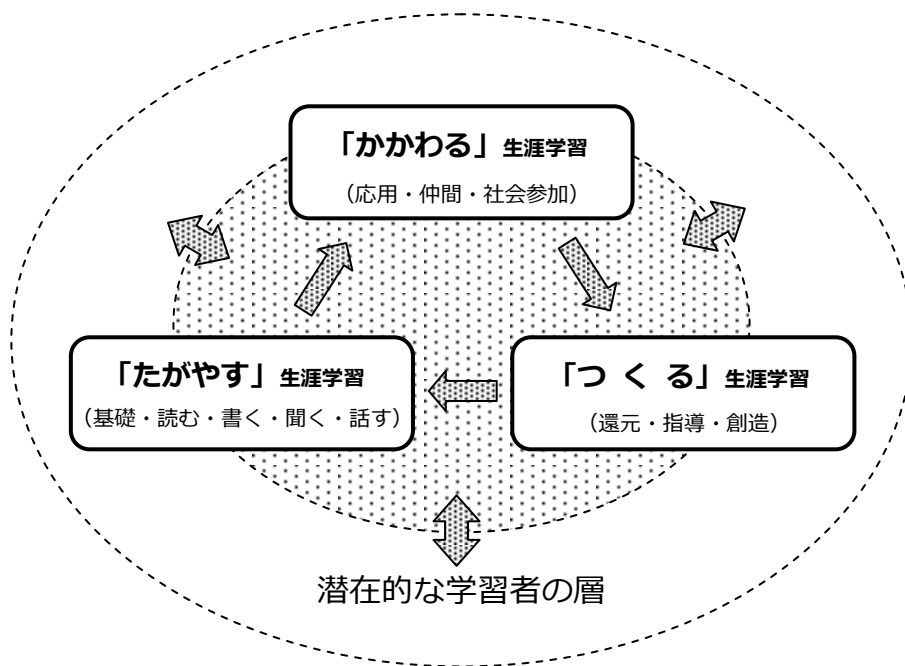 「かかわる」生涯学習
（応用・仲間・社会参加）
「たがやす」生涯学習
（基礎・読む・書く・聞く・話す）
「つ く る」生涯学習
（還元・指導・創造）
潜在的な学習者の層